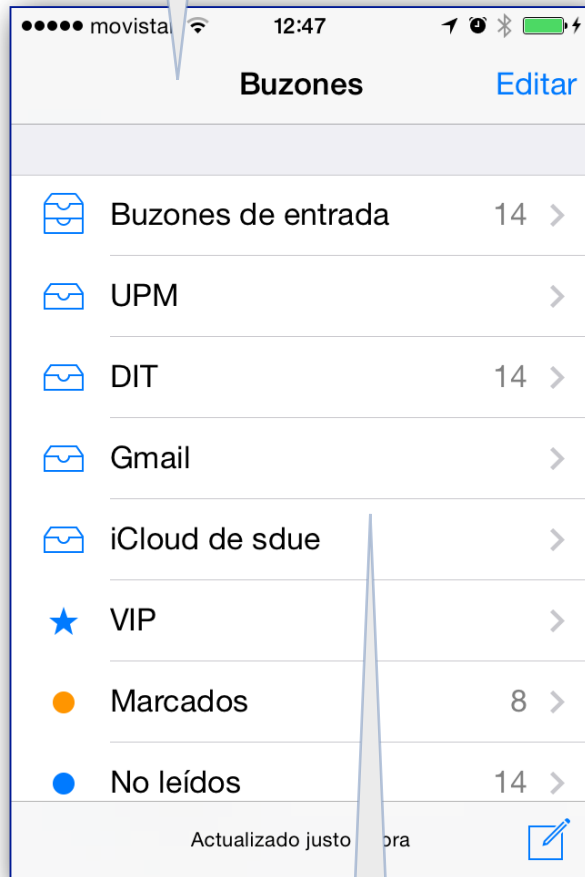 movista 12:47
Buzones Editar
Buzones de entrada 14
UPM
DIT 14
Gmail
iCloud de sdue
VIP
Marcados 8
No leídos 14
Actualizado justo ora